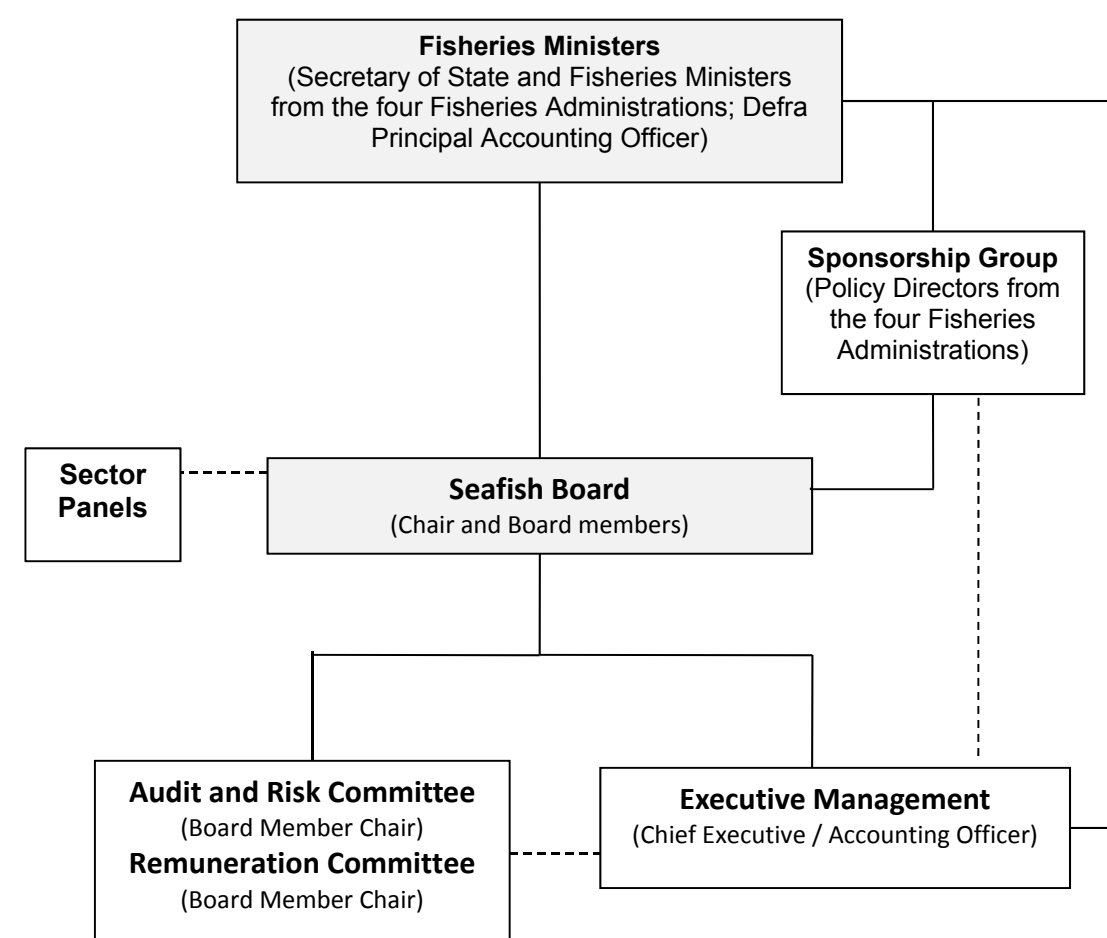 Fisheries Ministers
(Secretary of State and Fisheries Ministers
from the four Fisheries Administrations; Defra
Principal Accounting Officer)
Sponsorship Group
(Policy Directors from
the four Fisheries
Administrations)
Sector
Panels
Seafish Board
(Chair and Board members)
Audit and Risk Committee
(Board Member Chair)
Remuneration Committee
(Board Member Chair)
Executive Management
(Chief Executive / Accounting Officer)